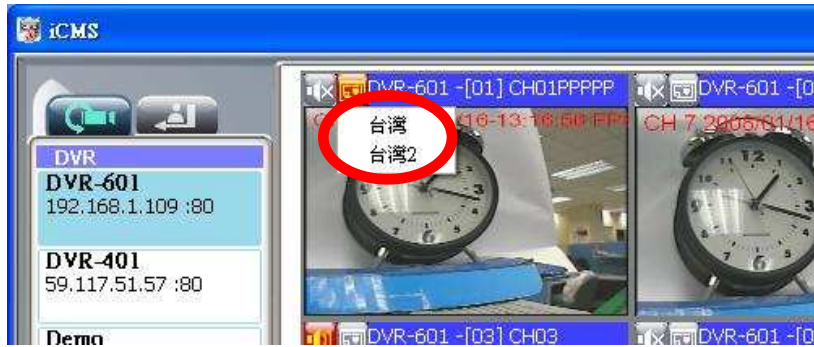 iCMS
DVR
DVR-601
192.168.1.109 :80
DVR-401
59.117.51.57 :80
Demo
DVR-601 -[01] CH01PPPPP
DVR-601 -[0
台灣
台灣2
CH 7 2006/01/16
DVR-601 -[03] CH03
DVR-601 -[0